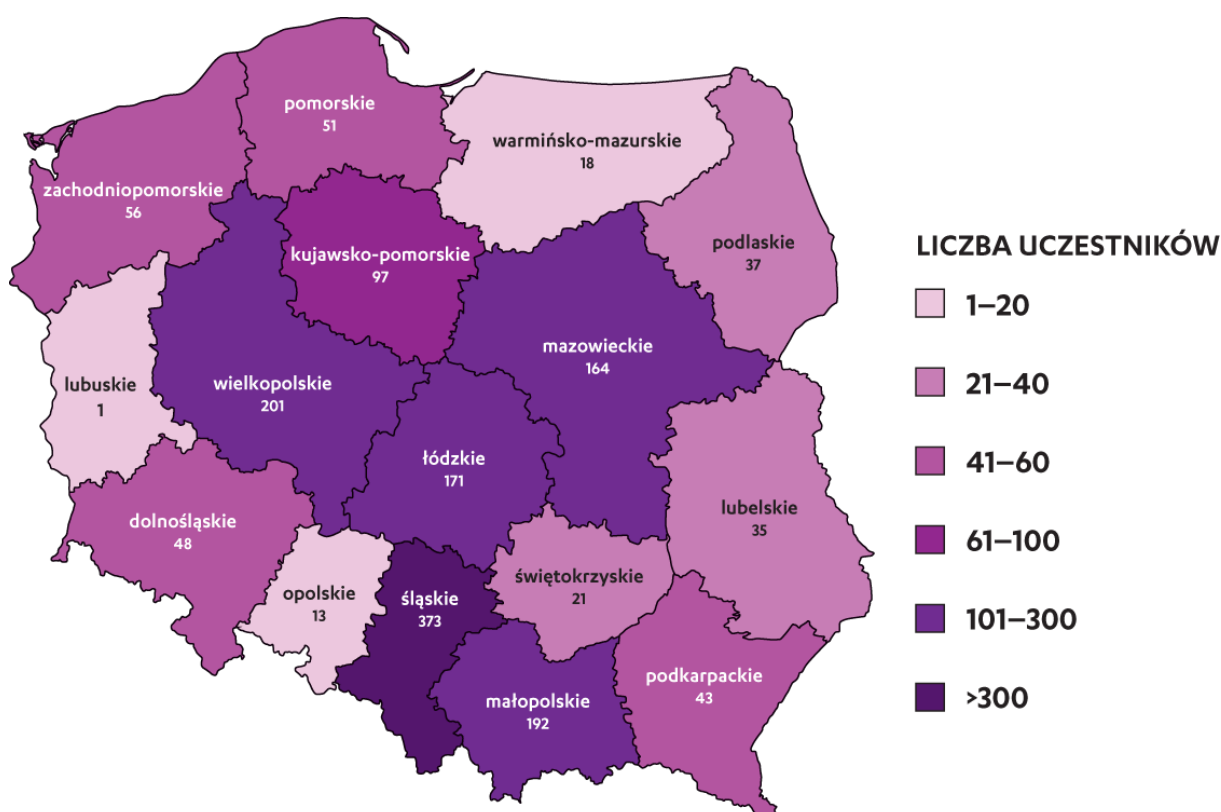 pomorskie
51
warmińsko-mazurskie
18
zachodniopomorskie
56
podlaskie
37
kujawsko-pomorskie
97
mazowieckie
164
lubuskie
1
wielkopolskie
201
łódzkie
171
lubelskie
35
dolnośląskie
48
opolskie
13
śląskie
373
świętokrzyskie
21
małopolskie
192
podkarpackie
43
LICZBA UCZESTNIKÓW
1–20
21–40
41–60
61–100
101–300
>300